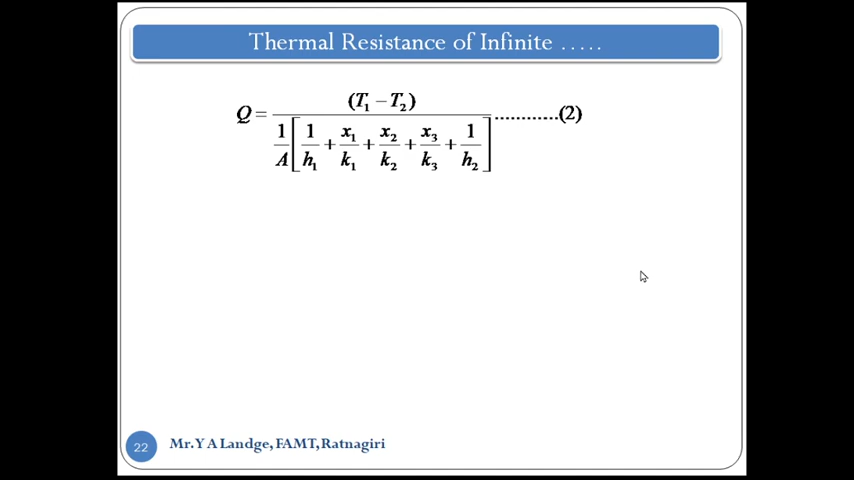 Thermal Resistance of Infinite .....
Q = (T₁ – T₂) / (1/A [1/h₁ + x₁/k₁ + x₂/k₂ + x₃/k₃ + 1/h₂]) ............(2)
22 Mr. Y A Landge, FAMT, Ratnagiri